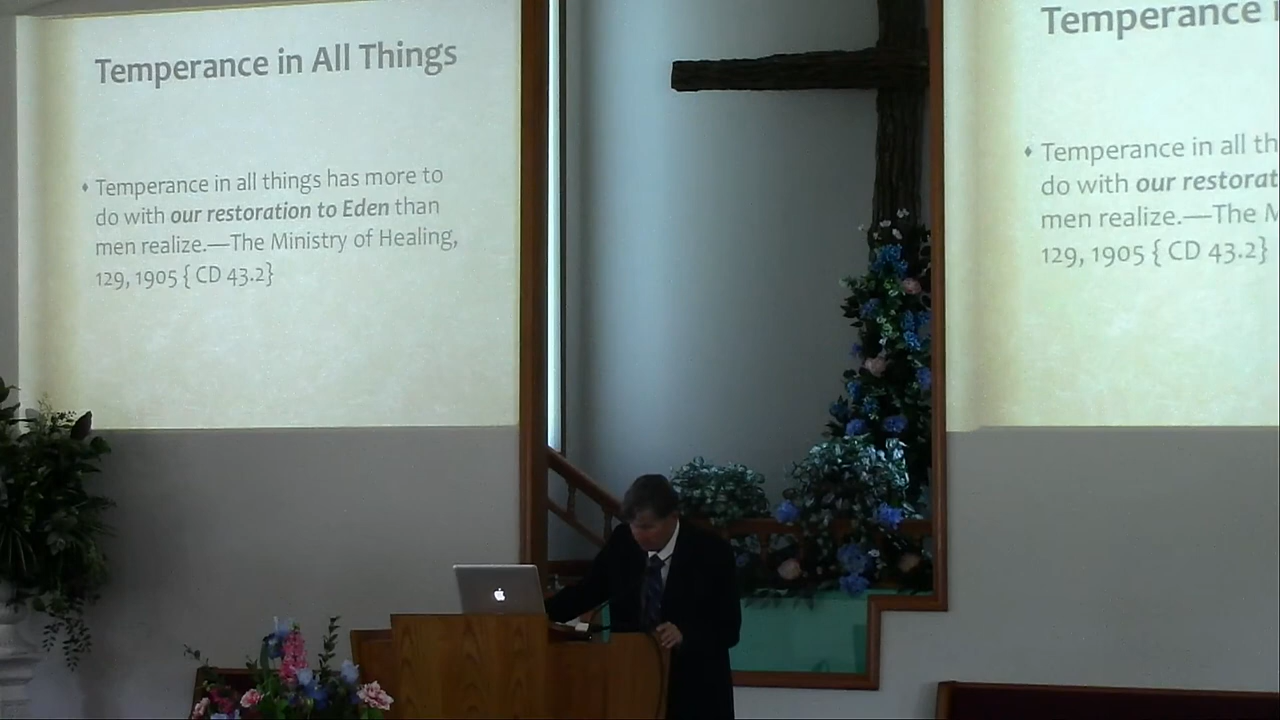 Temperance in All Things
Temperance in all things has more to
do with our restoration to Eden than
men realize.—The Ministry of Healing,
129, 1905 { CD 43.2}
Temperance
Temperance in all th
do with our restorat
men realize.—The M
129, 1905 { CD 43.2}